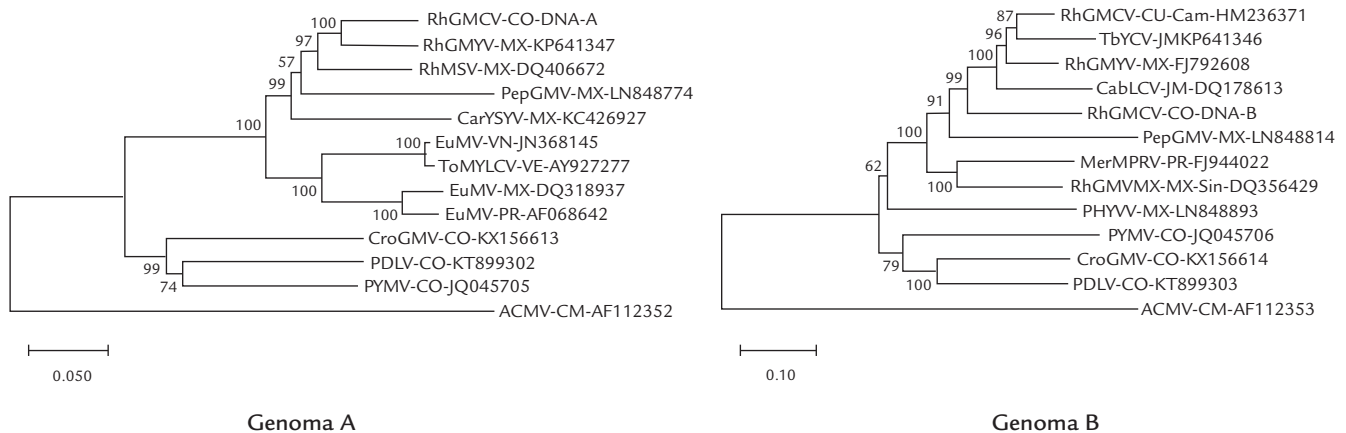 100
RhGMCV-CO-DNA-A
97
RhGMYV-MX-KP641347
57
RhMSV-MX-DQ406672
99
PepGMV-MX-LN848774
CarYSYV-MX-KC426927
100
100
EuMV-VN-JN368145
ToMYLCV-VE-AY927277
100
EuMV-MX-DQ318937
100
EuMV-PR-AF068642
CroGMV-CO-KX156613
99
PDLV-CO-KT899302
74
PYMV-CO-JQ045705
ACMV-CM-AF112352
0.050
Genoma A
87
RhGMCV-CU-Cam-HM236371
96
TbYCV-JMKP641346
100
RhGMYV-MX-FJ792608
99
CabLCV-JM-DQ178613
91
RhGMCV-CO-DNA-B
100
PepGMV-MX-LN848814
MerMPRV-PR-FJ944022
62
100
RhGMVMX-MX-Sin-DQ356429
PHYVV-MX-LN848893
PYMV-CO-JQ045706
79
CroGMV-CO-KX156614
100
PDLV-CO-KT899303
ACMV-CM-AF112353
0.10
Genoma B